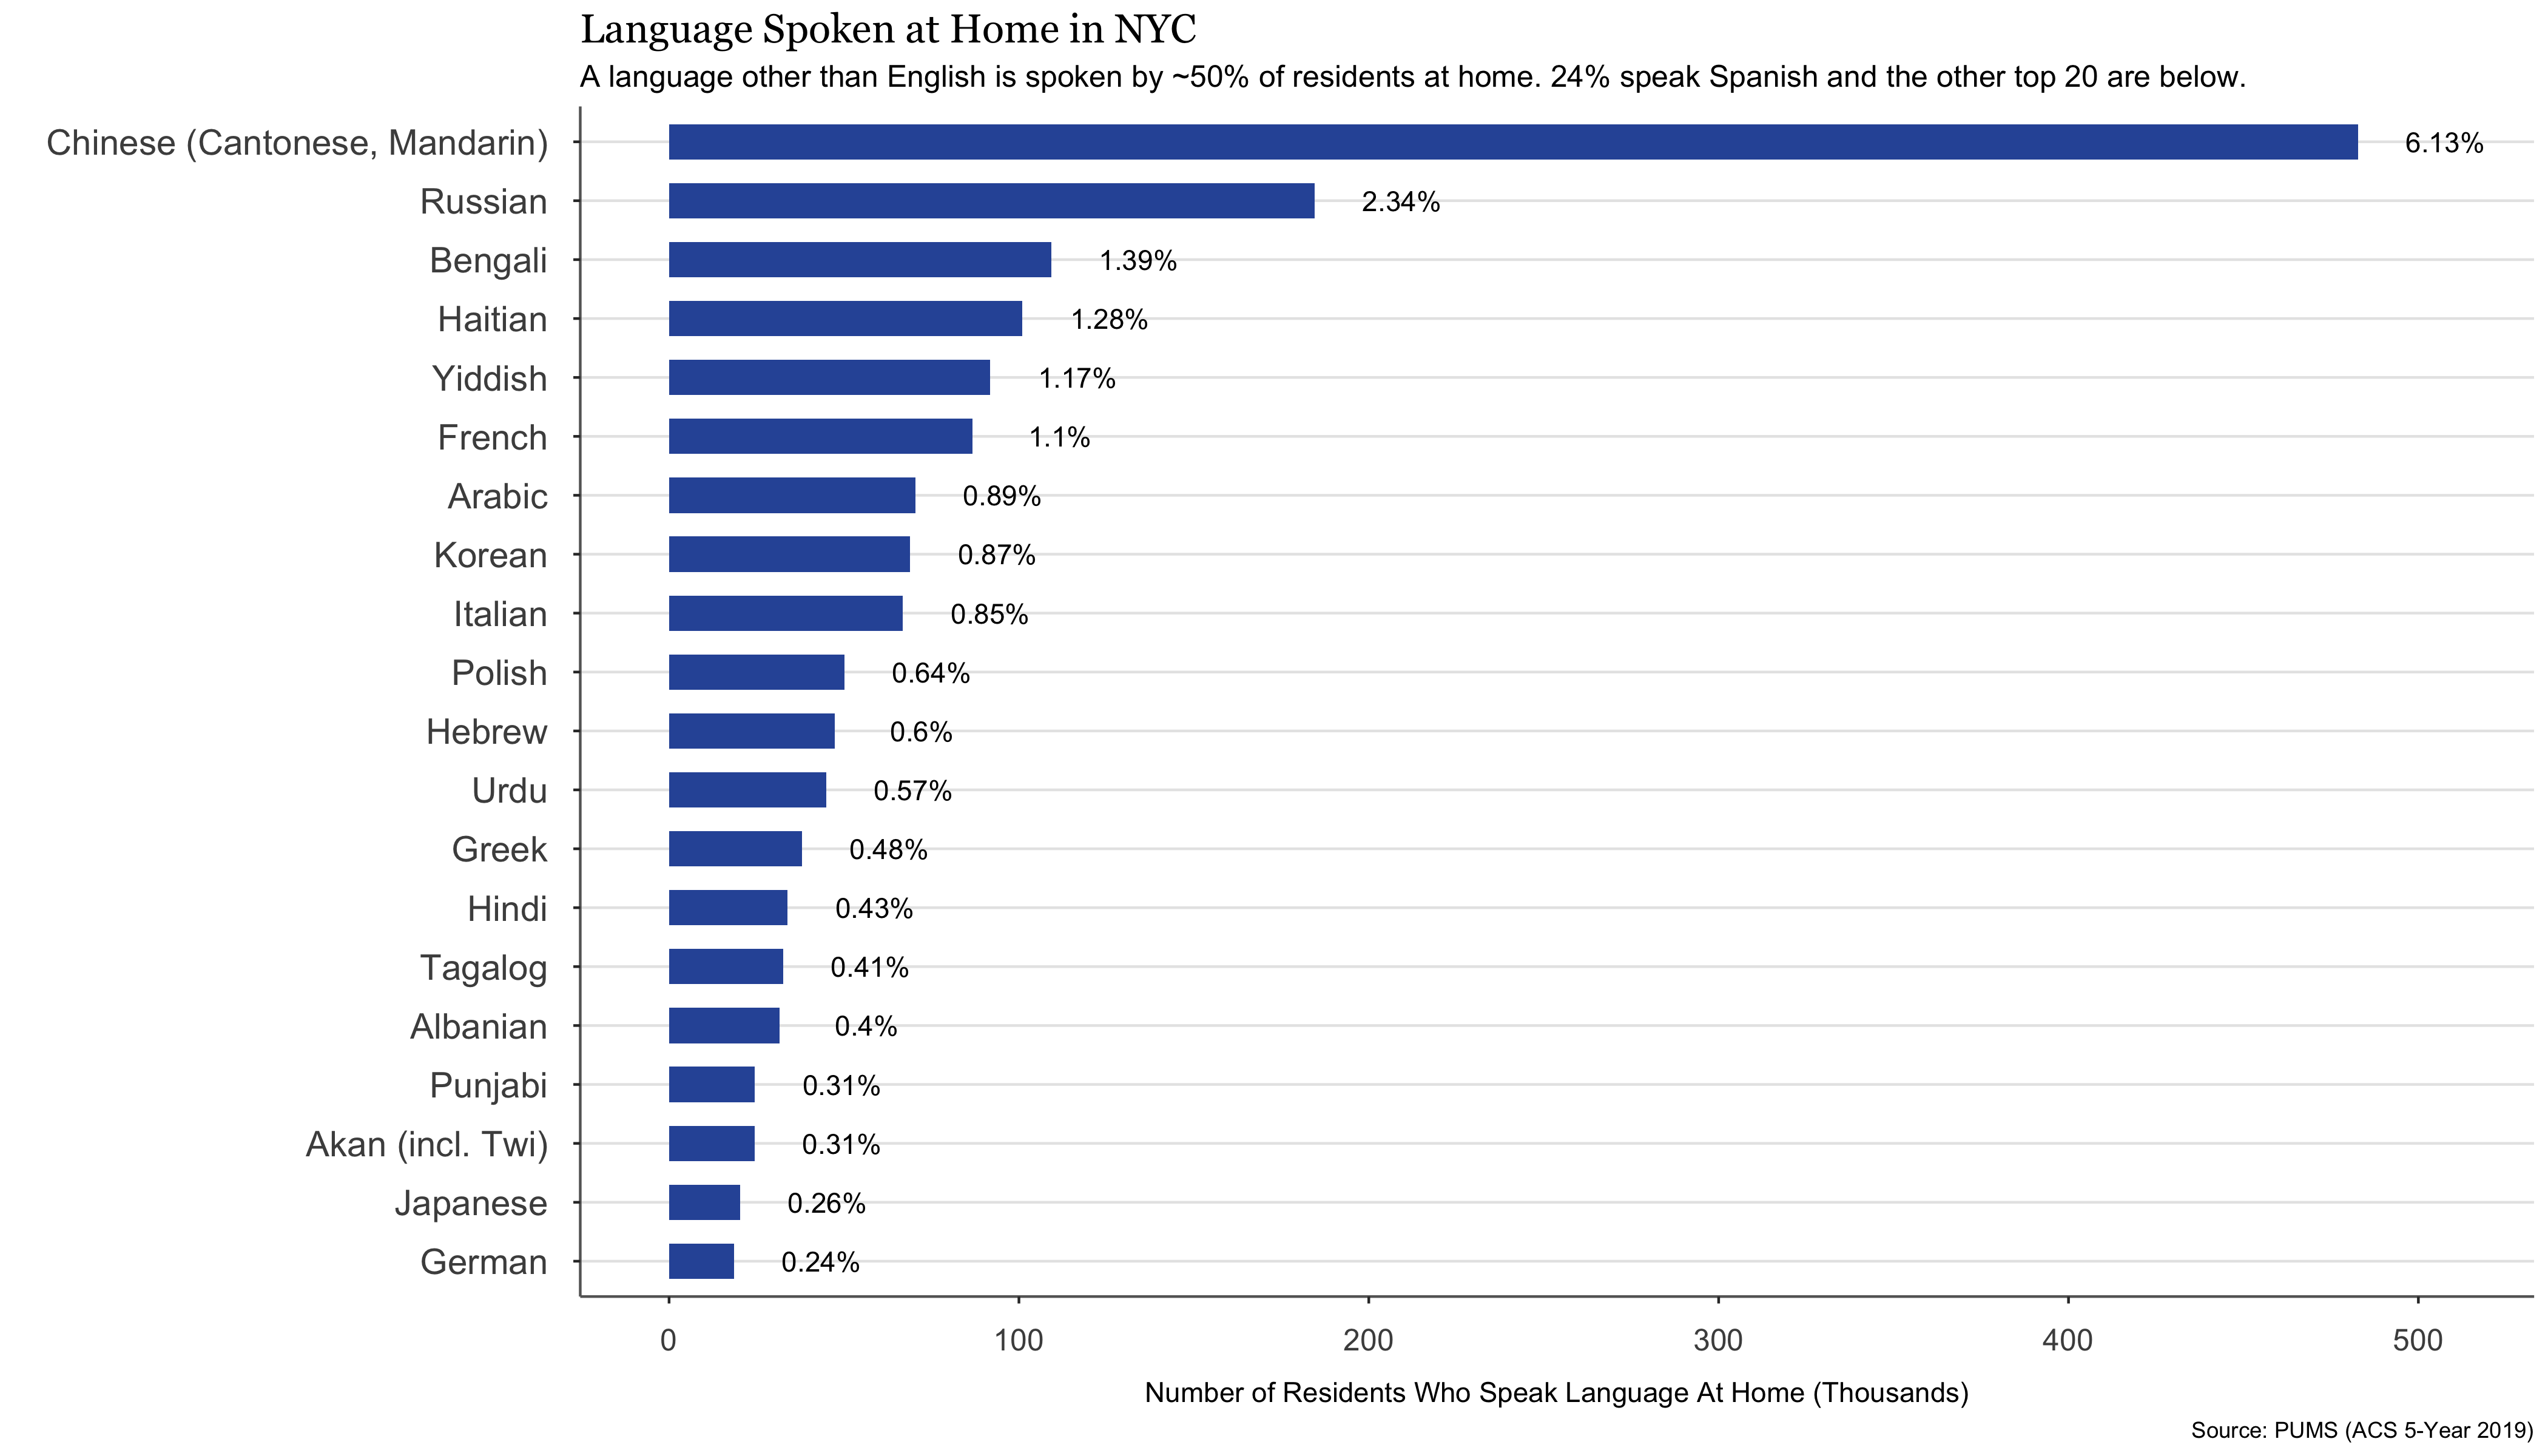 Language Spoken at Home in NYC
A language other than English is spoken by ~50% of residents at home. 24% speak Spanish and the other top 20 are below.
Chinese (Cantonese, Mandarin) 6.13%
Russian 2.34%
Bengali 1.39%
Haitian 1.28%
Yiddish 1.17%
French 1.1%
Arabic 0.89%
Korean 0.87%
Italian 0.85%
Polish 0.64%
Hebrew 0.6%
Urdu 0.57%
Greek 0.48%
Hindi 0.43%
Tagalog 0.41%
Albanian 0.4%
Punjabi 0.31%
Akan (incl. Twi) 0.31%
Japanese 0.26%
German 0.24%
0 100 200 300 400 500
Number of Residents Who Speak Language At Home (Thousands)
Source: PUMS (ACS 5-Year 2019)